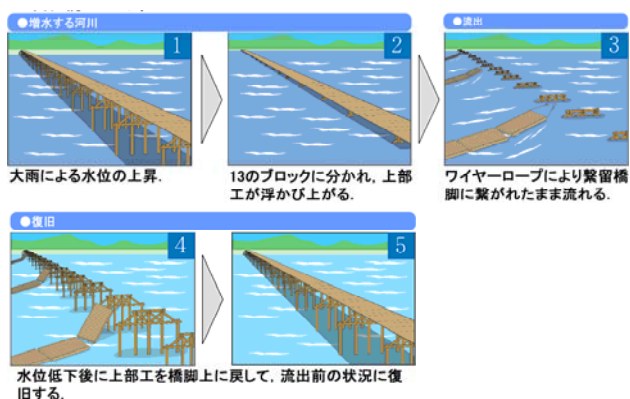 ●増水する河川
●流出
1
2
3
大雨による水位の上昇.
13のブロックに分かれ, 上部
工が浮かび上がる.
ワイヤーロープにより繋留橋
脚に繋がれたまま流れる.
●復旧
4
5
水位低下後に上部工を橋脚上に戻して, 流出前の状況に復
旧する.